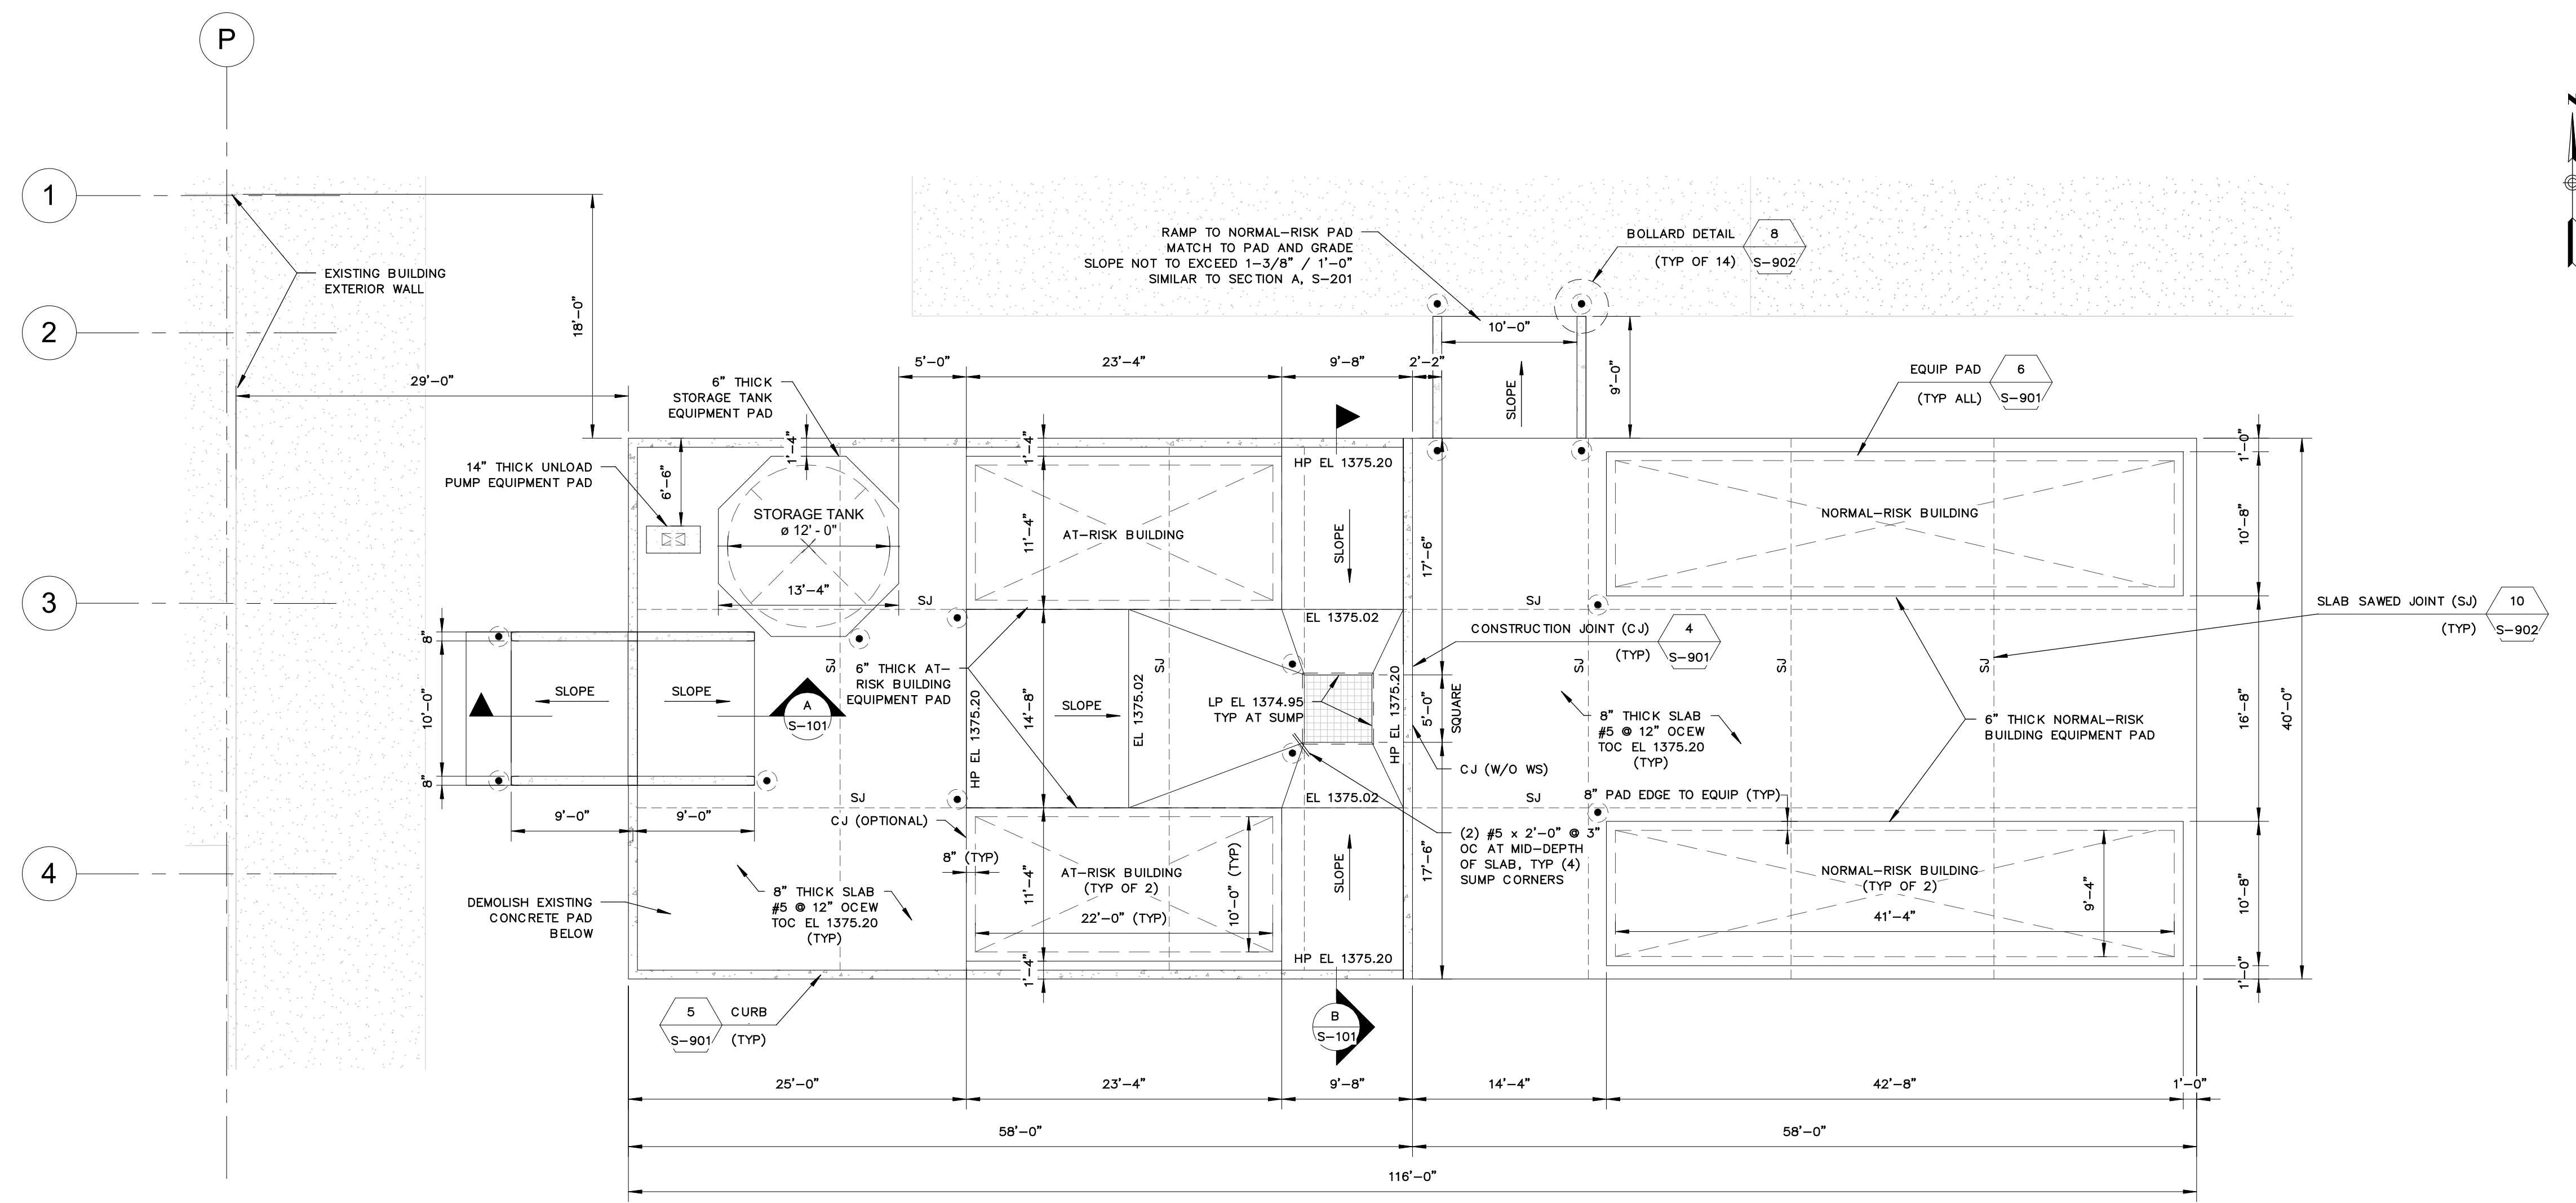 P
N
1
2
3
4
EXISTING BUILDING
EXTERIOR WALL
18'-0"
29'-0"
RAMP TO NORMAL-RISK PAD
MATCH TO PAD AND GRADE
SLOPE NOT TO EXCEED 1-3/8" / 1'-0"
SIMILAR TO SECTION A, S-201
BOLLARD DETAIL
(TYP OF 14)
8
S-902
10'-0"
9'-0"
SLOPE
5'-0"
23'-4"
9'-8"
2'-2"
6" THICK
STORAGE TANK
EQUIPMENT PAD
EQUIP PAD
(TYP ALL)
6
S-901
14" THICK UNLOAD
PUMP EQUIPMENT PAD
6'-6"
1'-4"
1'-4"
STORAGE TANK
ø 12'-0"
13'-4"
SJ
11'-4"
AT-RISK BUILDING
HP EL 1375.20
SLOPE
17'-6"
EL 1375.02
NORMAL-RISK BUILDING
1'-0"
10'-8"
SJ
CONSTRUCTION JOINT (CJ)
(TYP)
4
S-901
SLAB SAWED JOINT (SJ)
(TYP)
10
S-902
8"
10'-0"
8"
SLOPE
SLOPE
9'-0"
9'-0"
A
S-101
SJ
6" THICK AT-
RISK BUILDING
EQUIPMENT PAD
HP EL 1375.20
14'-8"
SLOPE
EL 1375.02
SJ
LP EL 1374.95
TYP AT SUMP
HP EL 1375.20
5'-0"
SQUARE
CJ (W/O WS)
SJ
SJ
SJ
8" THICK SLAB
#5 @ 12" OCEW
TOC EL 1375.20
(TYP)
6" THICK NORMAL-RISK
BUILDING EQUIPMENT PAD
16'-8"
40'-0"
SJ
CJ (OPTIONAL)
EL 1375.02
SJ
8" PAD EDGE TO EQUIP (TYP)
(2) #5 x 2'-0" @ 3"
OC AT MID-DEPTH
OF SLAB, TYP (4)
SUMP CORNERS
8" (TYP)
11'-4"
AT-RISK BUILDING
(TYP OF 2)
22'-0" (TYP)
10'-0" (TYP)
SLOPE
17'-6"
HP EL 1375.20
NORMAL-RISK BUILDING
(TYP OF 2)
41'-4"
9'-4"
10'-8"
1'-0"
DEMOLISH EXISTING
CONCRETE PAD
BELOW
8" THICK SLAB
#5 @ 12" OCEW
TOC EL 1375.20
(TYP)
1'-4"
5
S-901
CURB
(TYP)
B
S-101
25'-0"
23'-4"
9'-8"
14'-4"
42'-8"
1'-0"
58'-0"
58'-0"
116'-0"